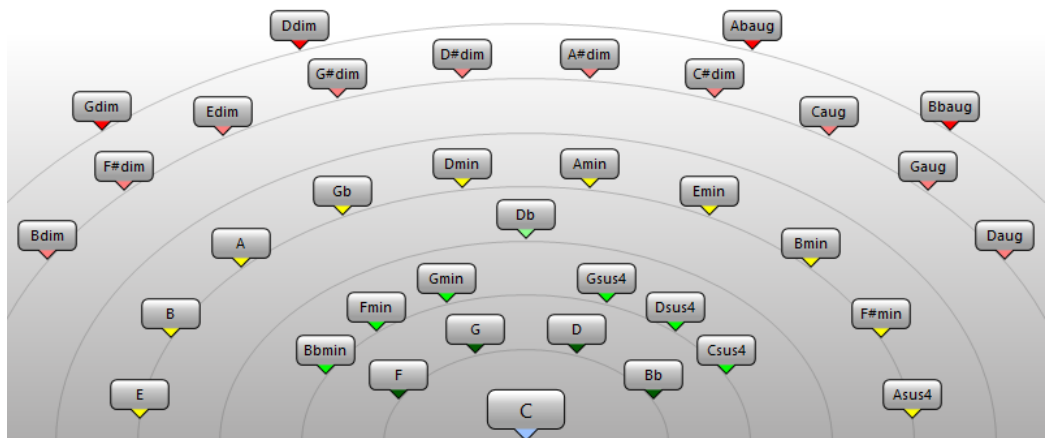 Ddim
Abaug
D#dim
A#dim
G#dim
C#dim
Gdim
Edim
Caug
Bbaug
F#dim
Dmin
Amin
Gaug
Gb
Emin
Bdim
Db
Daug
A
Bmin
Gmin
Gsus4
Fmin
Dsus4
B
F#min
G
D
Bbmin
Csus4
F
Bb
E
C
Asus4